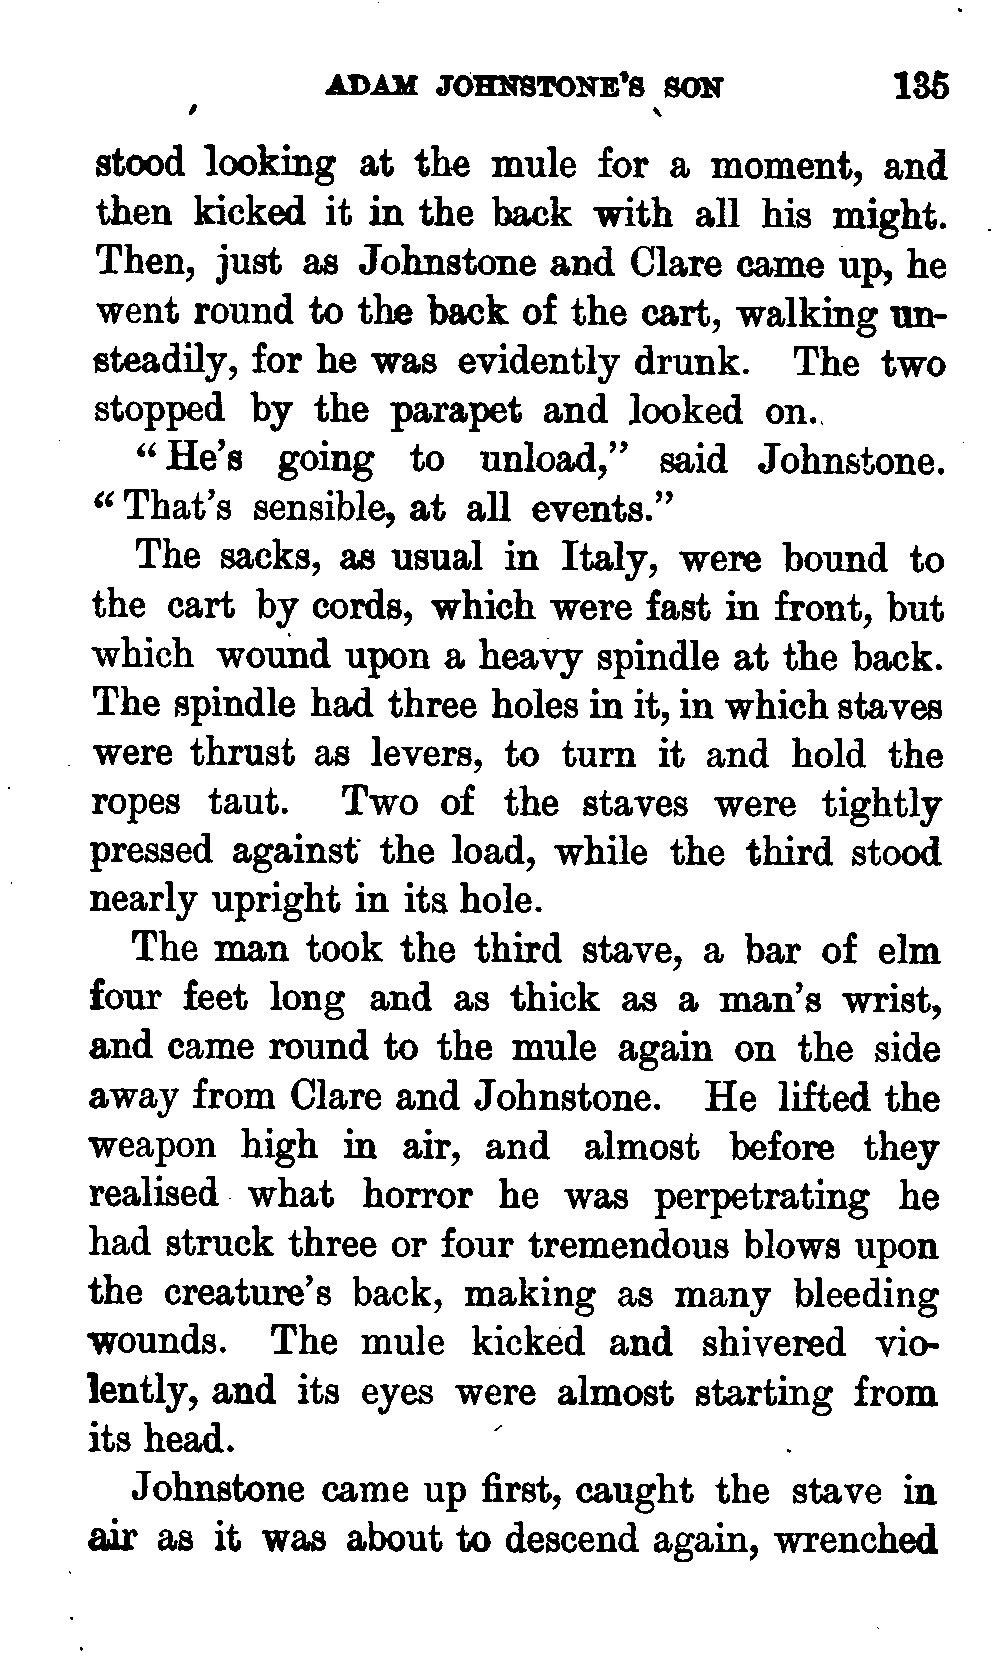 ADAM JOHNSTONE'S SON 135
stood looking at the mule for a moment, and
then kicked it in the back with all his might.
Then, just as Johnstone and Clare came up, he
went round to the back of the cart, walking un-
steadily, for he was evidently drunk. The two
stopped by the parapet and looked on.
“He’s going to unload,” said Johnstone.
“That’s sensible, at all events.”
The sacks, as usual in Italy, were bound to
the cart by cords, which were fast in front, but
which wound upon a heavy spindle at the back.
The spindle had three holes in it, in which staves
were thrust as levers, to turn it and hold the
ropes taut. Two of the staves were tightly
pressed against the load, while the third stood
nearly upright in its hole.
The man took the third stave, a bar of elm
four feet long and as thick as a man’s wrist,
and came round to the mule again on the side
away from Clare and Johnstone. He lifted the
weapon high in air, and almost before they
realised what horror he was perpetrating he
had struck three or four tremendous blows upon
the creature’s back, making as many bleeding
wounds. The mule kicked and shivered vio-
lently, and its eyes were almost starting from
its head.
Johnstone came up first, caught the stave in
air as it was about to descend again, wrenched